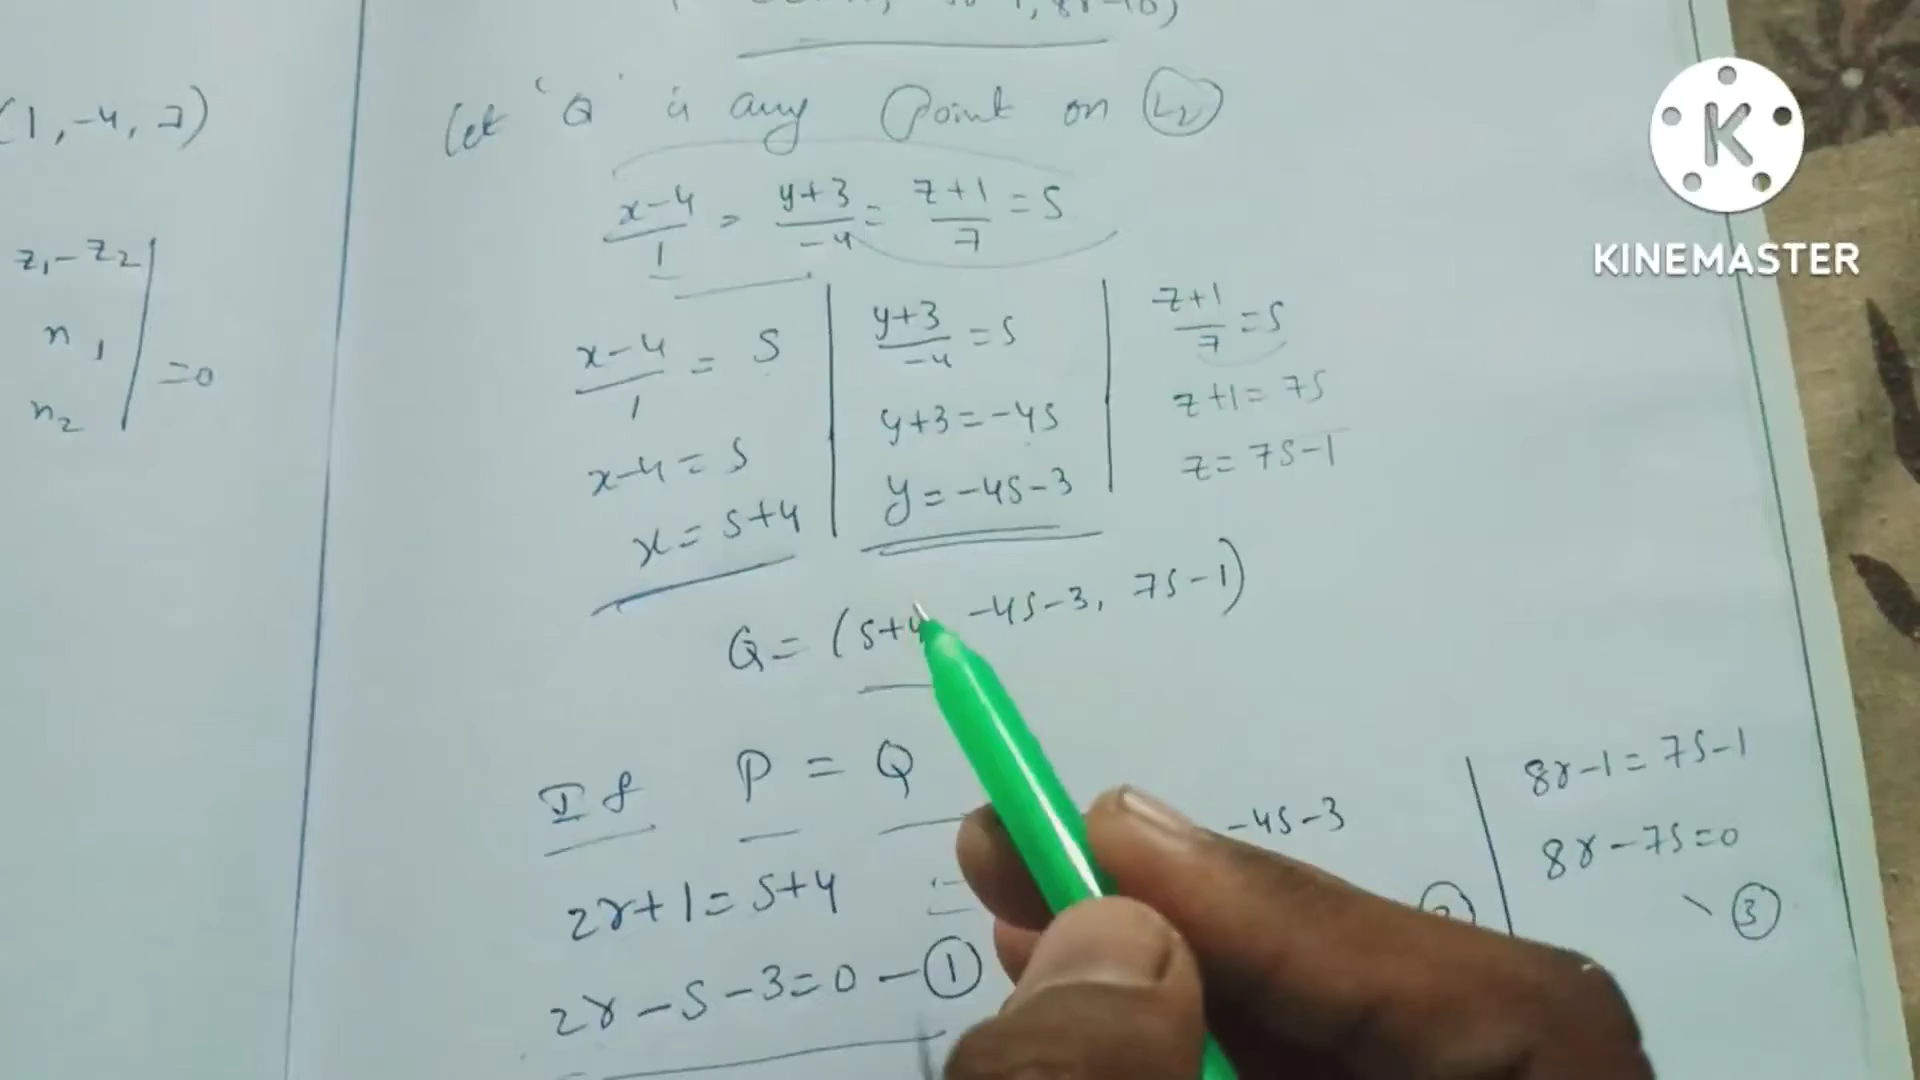 (1, -4, 7)
z₁-z₂
n₁
n₂
=0
, 8r-10)
Let 'Q' is any Point on L₂
x-4/1 = y+3/-4 = z+1/7 = S
x-4/1 = S
x-4 = S
x = S+4
y+3/-4 = S
y+3 = -4S
y = -4S-3
z+1/7 = S
z+1 = 7S
z = 7S-1
Q = (S+4, -4S-3, 7S-1)
If P = Q
2r+1 = S+4
2r-S-3=0 - 1
-4S-3
8r-1 = 7S-1
8r-7S=0
3
K
KINEMASTER